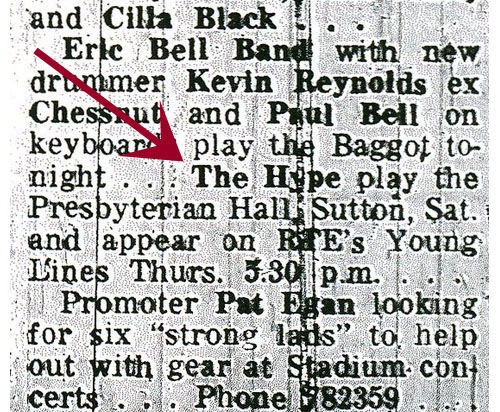 and Cilla Black . . .
Eric Bell Band with new
drummer Kevin Reynolds ex
Chessnut and Paul Bell on
keyboard play the Baggot to-
night . . . The Hype play the
Presbyterian Hall, Sutton, Sat.
and appear on RTE's Young
Lines Thurs. 5.30 p.m. . . .
Promoter Pat Egan looking
for six "strong lads" to help
out with gear at Stadium con-
certs . . . Phone 782359 . . . .